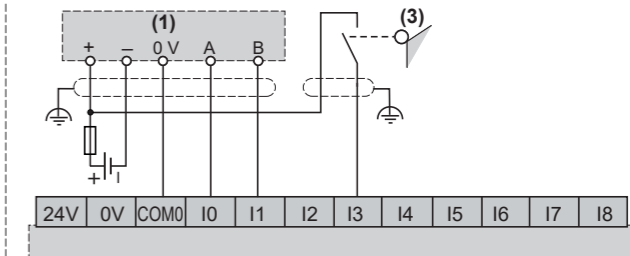 (1)
(3)
+ – 0 V A B
+ I
24V 0V COM0 I0 I1 I2 I3 I4 I5 I6 I7 I8